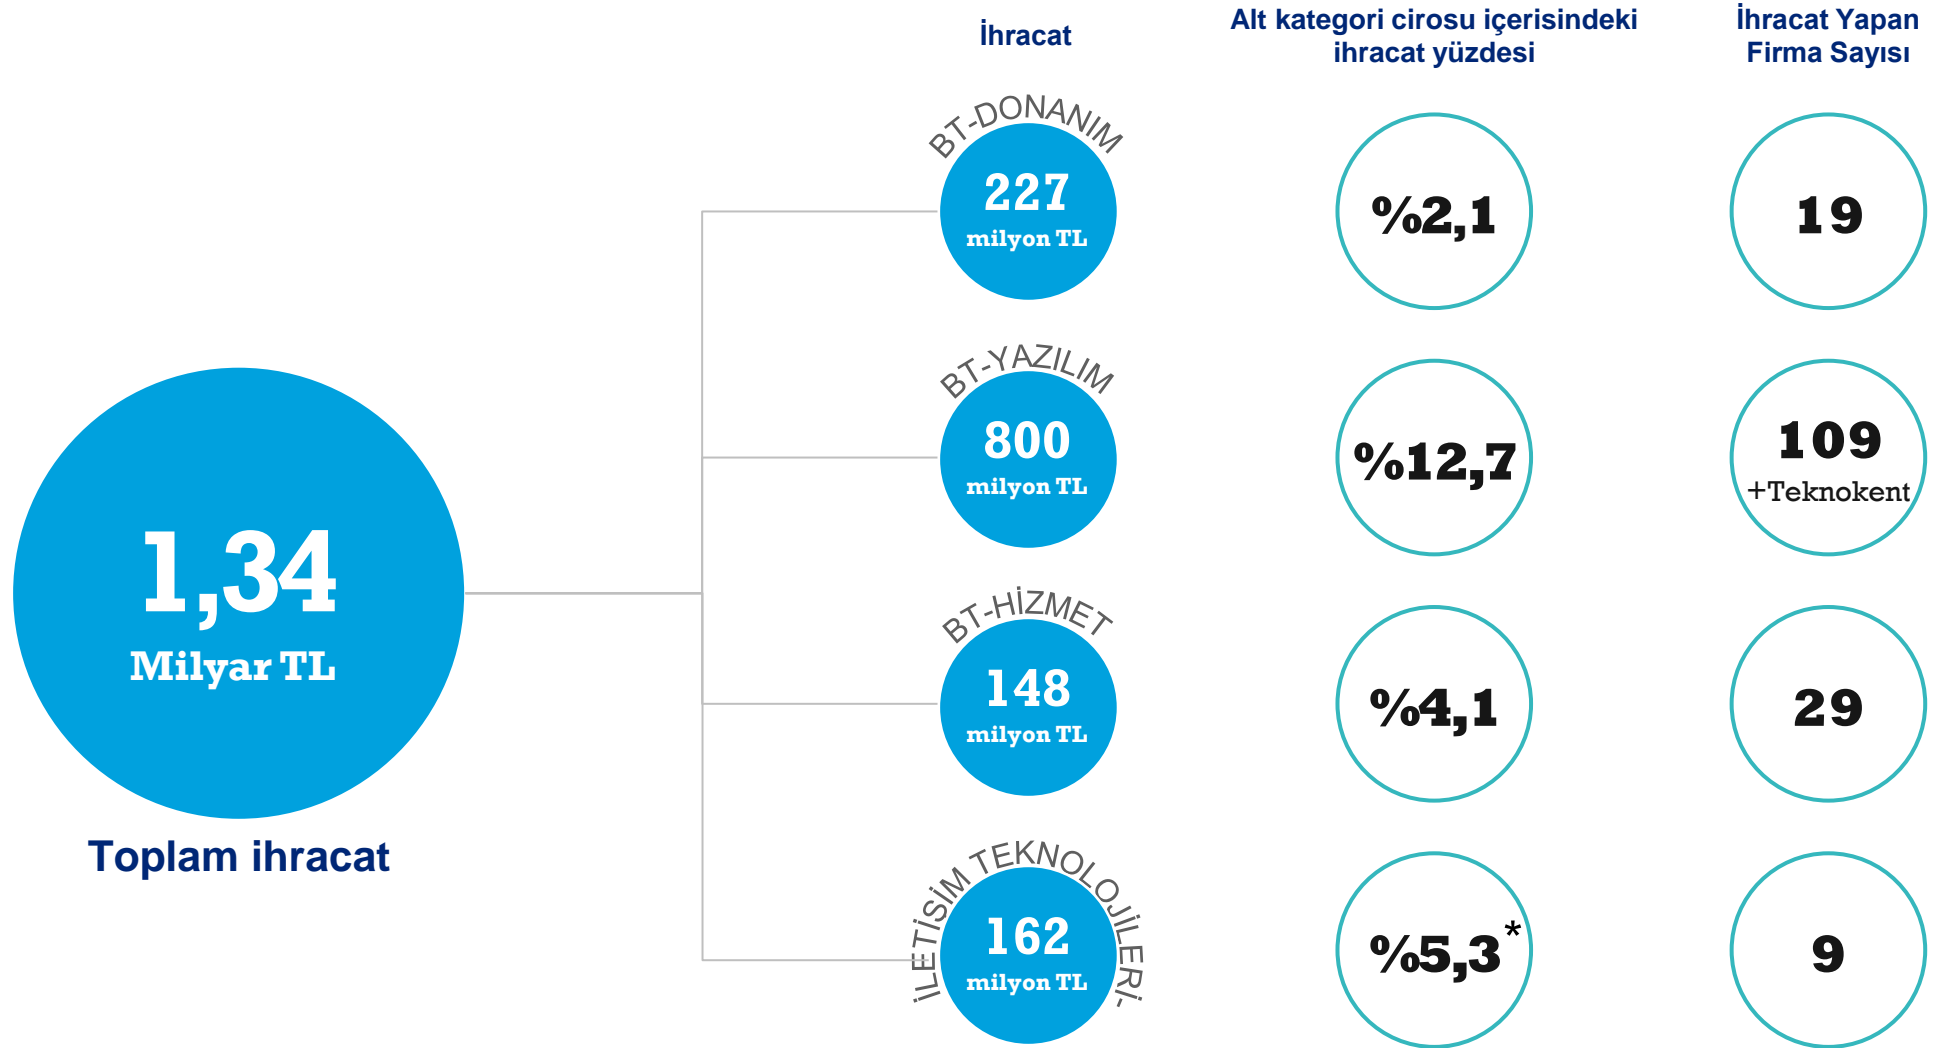 İhracat
Alt kategori cirosu içerisindeki
ihracat yüzdesi
İhracat Yapan
Firma Sayısı
BT-DONANIM
227
milyon TL
%2,1
19
BT-YAZILIM
800
milyon TL
%12,7
109
+Teknokent
1,34
Milyar TL
Toplam ihracat
BT-HİZMET
148
milyon TL
%4,1
29
İLETİSİM TEKNOLOJİLERİ-
162
milyon TL
%5,3*
9